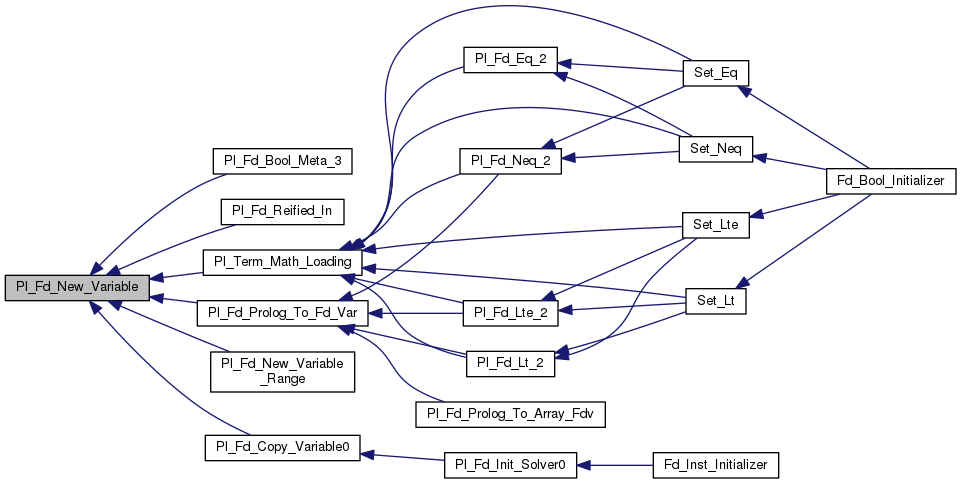 Pl_Fd_New_Variable
Pl_Fd_Bool_Meta_3
Pl_Fd_Reified_In
Pl_Term_Math_Loading
Pl_Fd_Prolog_To_Fd_Var
Pl_Fd_New_Variable
_Range
Pl_Fd_Copy_Variable0
Pl_Fd_Eq_2
Pl_Fd_Neq_2
Pl_Fd_Lte_2
Pl_Fd_Lt_2
Pl_Fd_Prolog_To_Array_Fdv
Pl_Fd_Init_Solver0
Set_Eq
Set_Neq
Set_Lte
Set_Lt
Fd_Inst_Initializer
Fd_Bool_Initializer